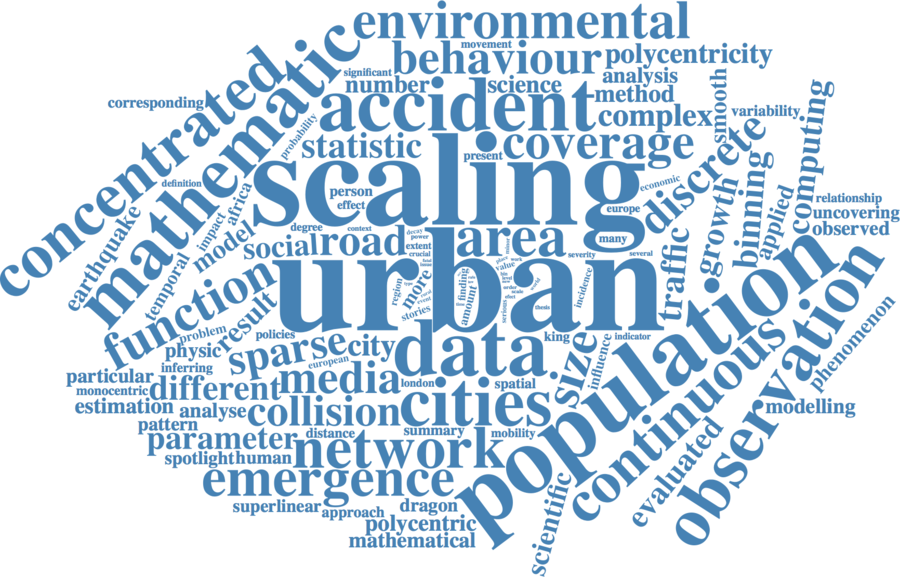 environmental
movement
behaviour
polycentricity
significant
analysis
number
science
smooth
concentrated
mathematic
corresponding
accident
method
complex
variability
computing
probability
statistic
coverage
discrete
present
scaling
definition
person
effect
economic
growth
binning
applied
relationship
europe
uncovering
observed
earthquake
impact
africa
degree
context
decay
power
many
model
social
road
extent
crucial
area
severity
several
temporal
traffic
urban
region
more
stories
finding
amount
value
series
incidence
population
function
result
problem
policies
king
indicator
physic
sparse
city
data
size
influence
observation
inferring
european
thesis
particular
monocentric
different
media
london
spatial
continuous
phenomenon
estimation
analyse
collision
cities
modelling
pattern
parameter
distance
summary
mobility
spotlight
human
network
emergence
evaluated
scientific
superlinear
approach
dragon
polycentric
mathematical